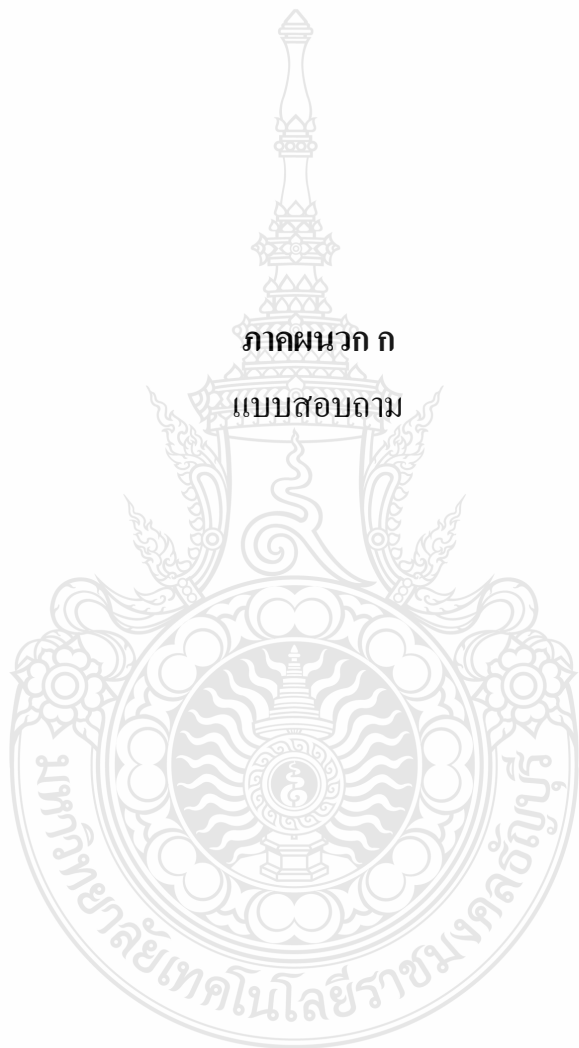 ภาคผนวก ก
แบบสอบถาม
มหาวิทยาลัยเทคโนโลยีราชมงคลธัญบุรี